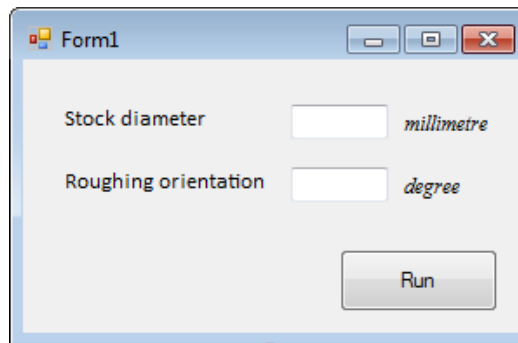 Form1
Stock diameter millimetre
Roughing orientation degree
Run